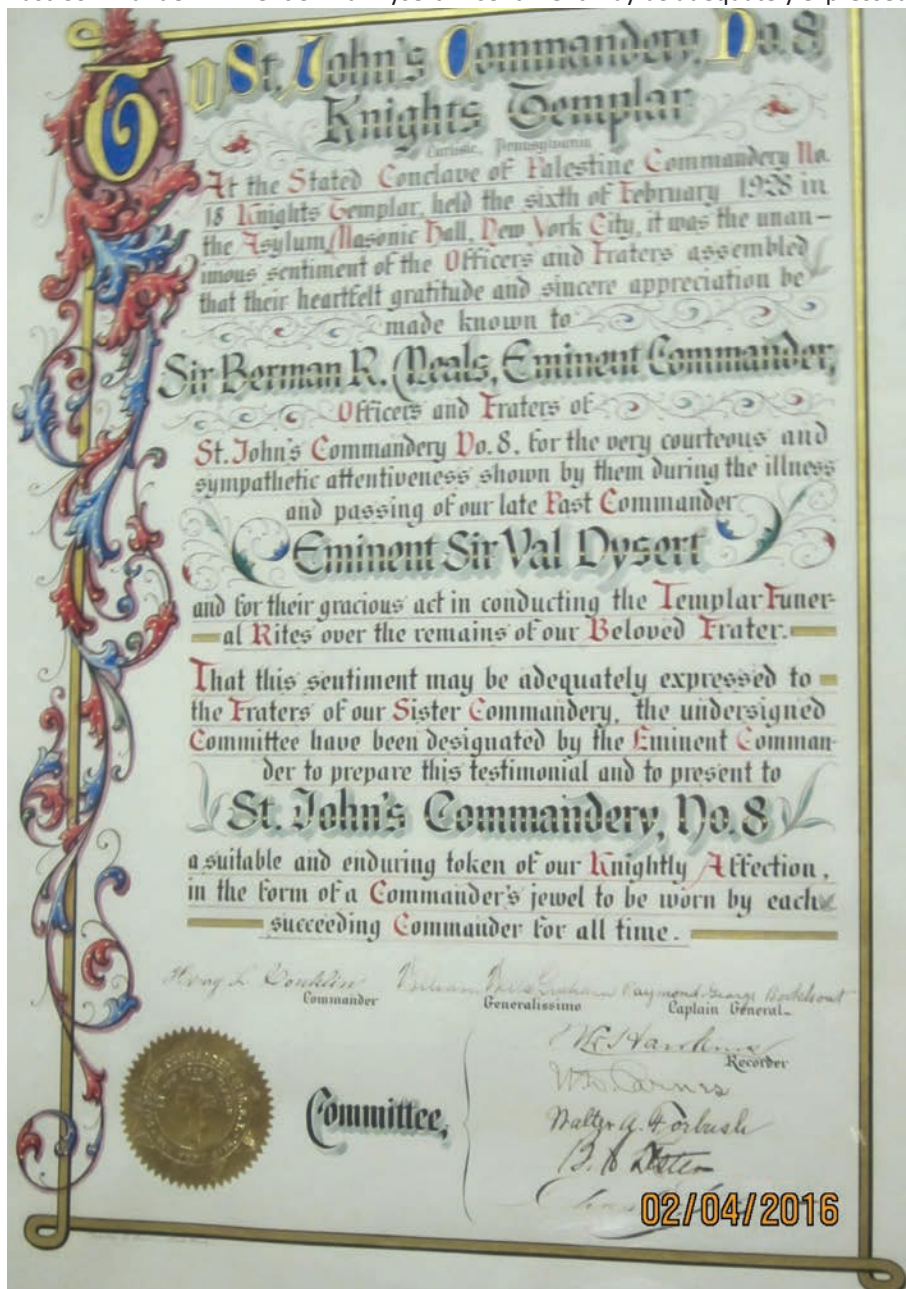 To St. John's Commandery, No. 8
Knights Templar
Carlisle, Pennsylvania
At the Stated Conclave of Palestine Commandery No.
18 Knights Templar, held the sixth of February 1928 in
the Asylum, Masonic Hall, New York City, it was the unan-
imous sentiment of the Officers and Fraters assembled
that their heartfelt gratitude and sincere appreciation be
made known to
Sir Herman R. Meals, Eminent Commander,
Officers and Fraters of
St. John's Commandery No. 8, for the very courteous and
sympathetic attentiveness shown by them during the illness
and passing of our late Past Commander
Eminent Sir Val Dysert
and for their gracious act in conducting the Templar Funer-
al Rites over the remains of our Beloved Frater.
That this sentiment may be adequately expressed to
the Fraters of our Sister Commandery, the undersigned
Committee have been designated by the Eminent Comman-
der to prepare this testimonial and to present to
St. John's Commandery, No. 8
a suitable and enduring token of our Knightly Affection,
in the form of a Commander's jewel to be worn by each
succeeding Commander for all time.
Conklin
Raymond George
Commander
Generalissimo
Captain General
Recorder
Committee,
Walter A. Forbush
02/04/2016